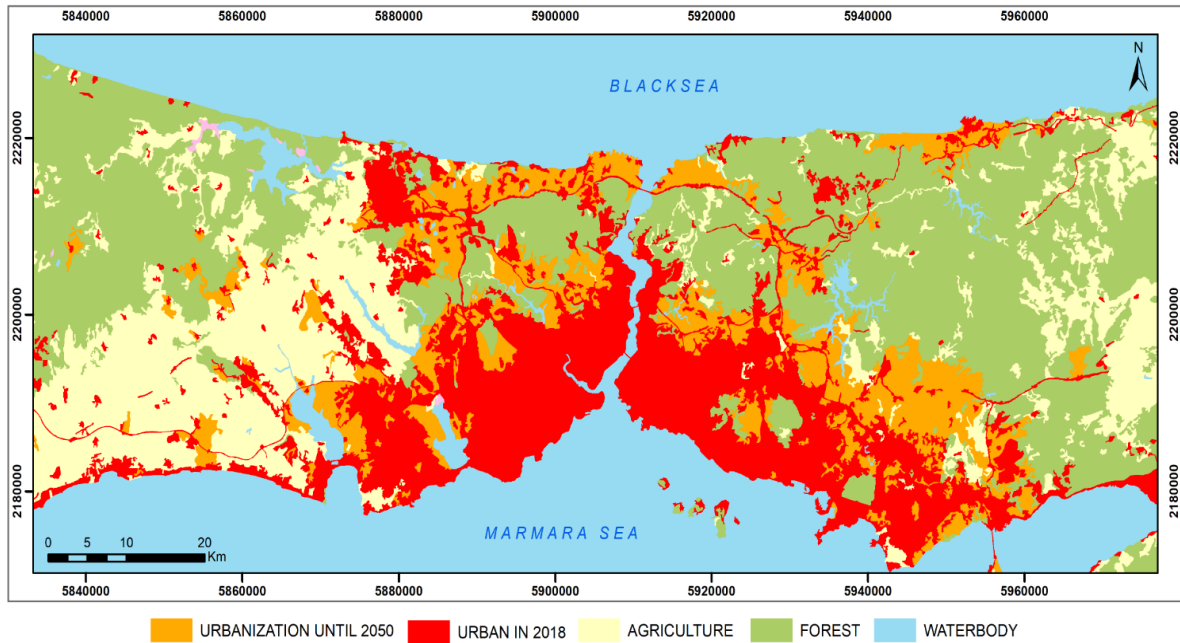 5840000 5860000 5880000 5900000 5920000 5940000 5960000
N
BLACKSEA
2220000 2220000
2200000 2200000
2180000 2180000
MARMARA SEA
0 10 20
Km
5840000 5860000 5880000 5900000 5920000 5940000 5960000
URBANIZATION UNTIL 2050 URBAN IN 2018 AGRICULTURE FOREST WATERBODY